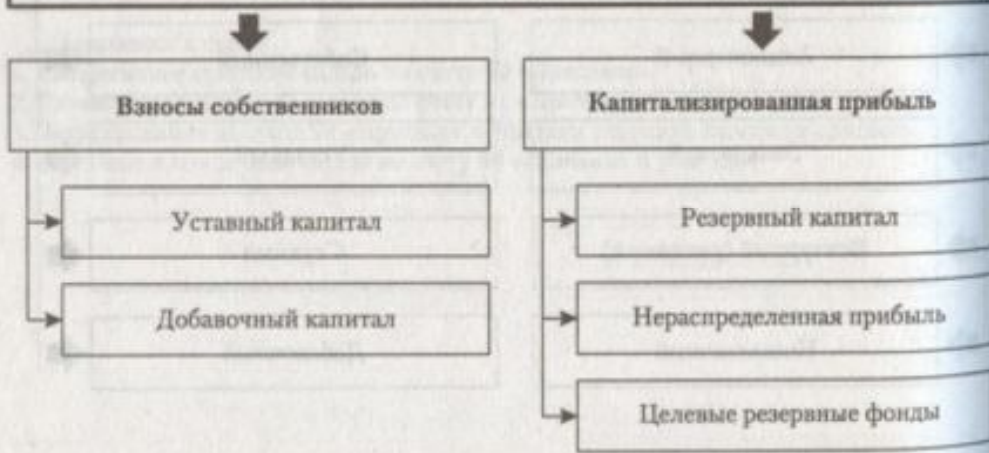 Взносы собственников
Уставный капитал
Добавочный капитал
Капитализированная прибыль
Резервный капитал
Нераспределенная прибыль
Целевые резервные фонды